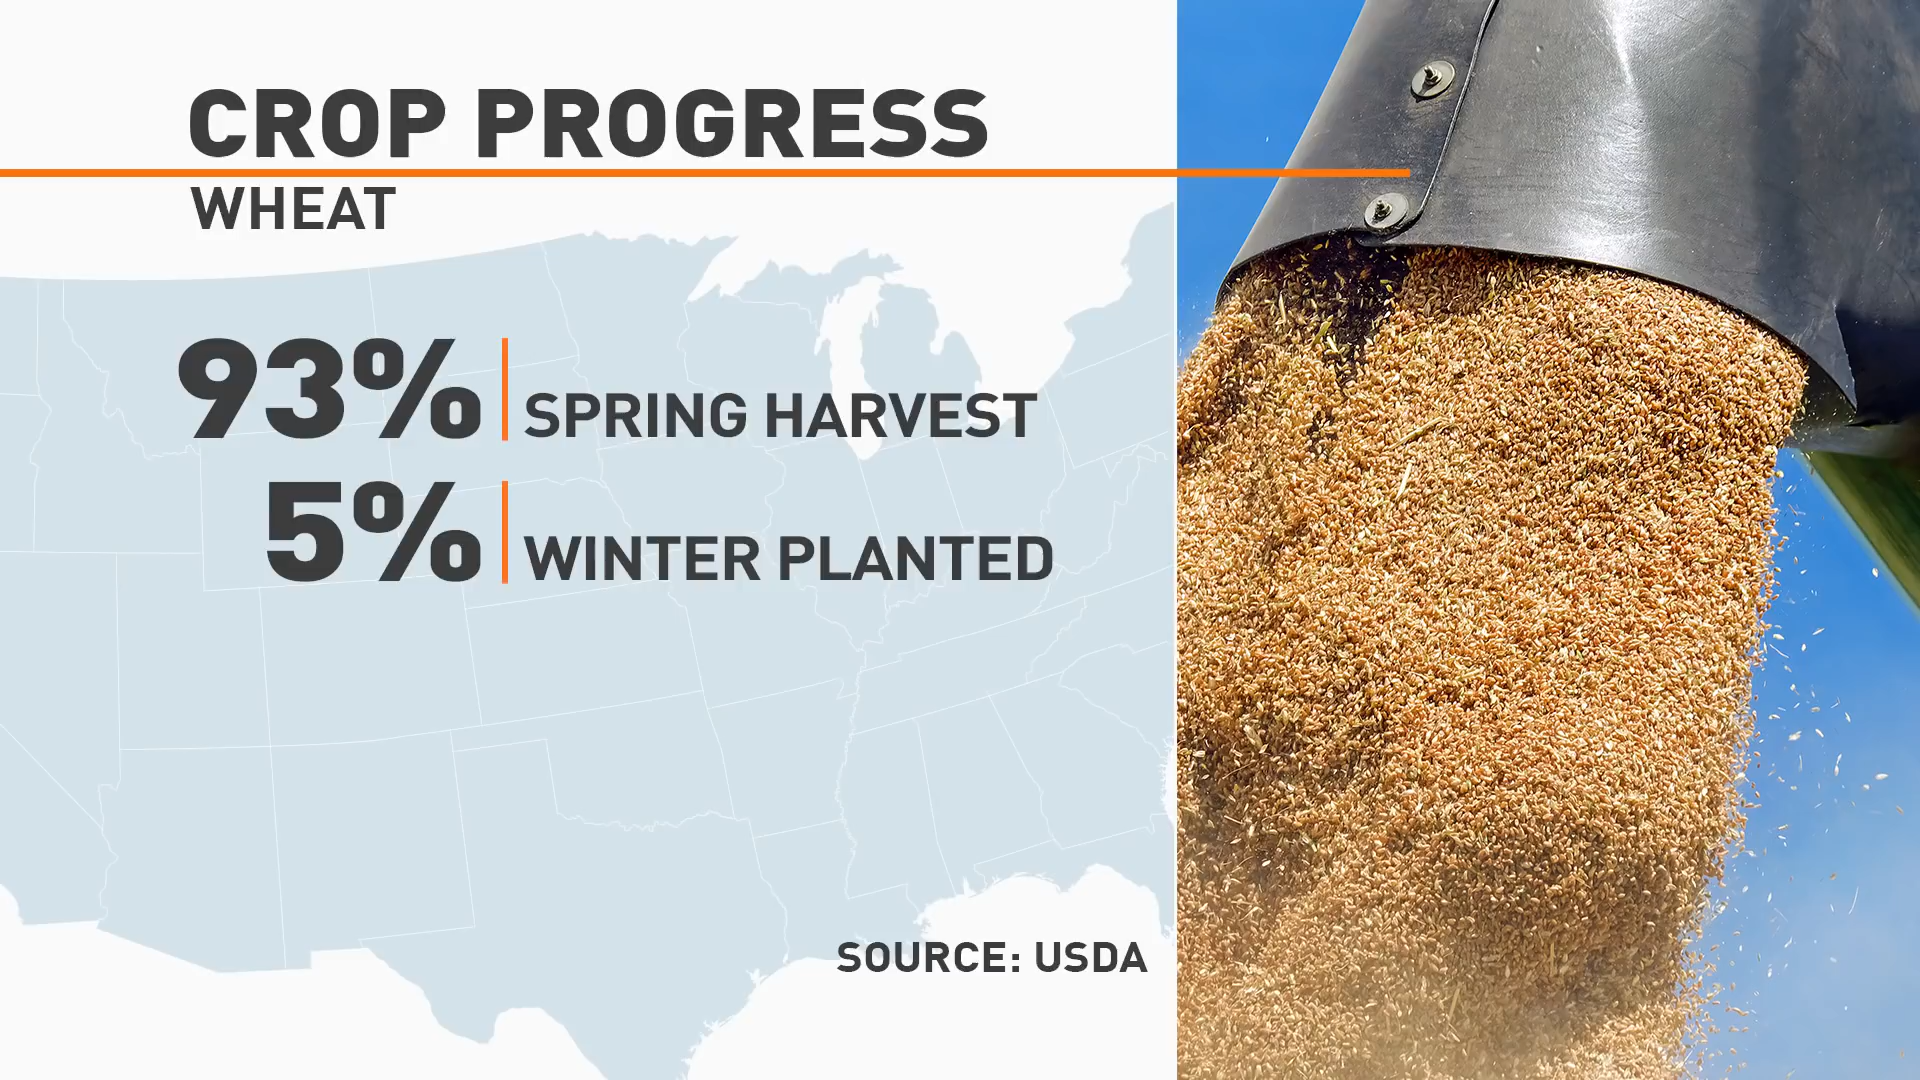 CROP PROGRESS
WHEAT
93% SPRING HARVEST
5% WINTER PLANTED
SOURCE: USDA